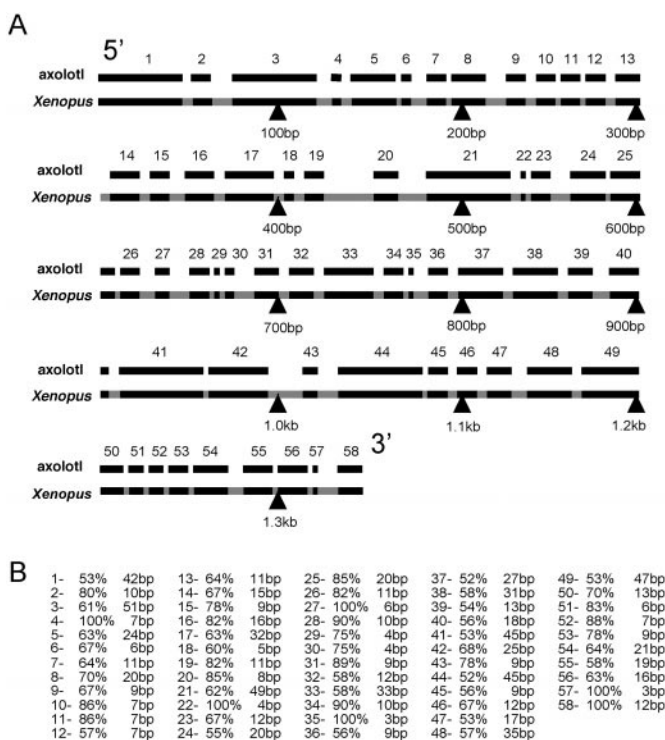 A
5’ 1 2 3 4 5 6 7 8 9 10 11 12 13
axolotl
Xenopus
100bp 200bp 300bp
14 15 16 17 18 19 20 21 22 23 24 25
axolotl
Xenopus
400bp 500bp 600bp
26 27 28 29 30 31 32 33 34 35 36 37 38 39 40
axolotl
Xenopus
700bp 800bp 900bp
41 42 43 44 45 46 47 48 49
axolotl
Xenopus
1.0kb 1.1kb 1.2kb
50 51 52 53 54 55 56 57 58 3’
axolotl
Xenopus
1.3kb
B
1- 53% 42bp 13- 64% 11bp 25- 85% 20bp 37- 52% 27bp 49- 53% 47bp
2- 80% 10bp 14- 67% 15bp 26- 82% 11bp 38- 58% 31bp 50- 70% 13bp
3- 61% 51bp 15- 78% 9bp 27- 100% 6bp 39- 54% 13bp 51- 83% 6bp
4- 100% 7bp 16- 82% 16bp 28- 90% 10bp 40- 56% 18bp 52- 88% 7bp
5- 63% 24bp 17- 63% 32bp 29- 75% 4bp 41- 53% 45bp 53- 78% 9bp
6- 67% 6bp 18- 60% 5bp 30- 75% 4bp 42- 68% 25bp 54- 64% 21bp
7- 64% 11bp 19- 82% 11bp 31- 89% 9bp 43- 78% 9bp 55- 58% 19bp
8- 70% 20bp 20- 85% 8bp 32- 58% 12bp 44- 52% 45bp 56- 63% 16bp
9- 67% 9bp 21- 62% 49bp 33- 58% 33bp 45- 56% 9bp 57- 100% 3bp
10- 86% 7bp 22- 100% 4bp 34- 90% 10bp 46- 67% 12bp 58- 100% 12bp
11- 86% 7bp 23- 67% 12bp 35- 100% 3bp 47- 53% 17bp
12- 57% 7bp 24- 55% 20bp 36- 56% 9bp 48- 57% 35bp